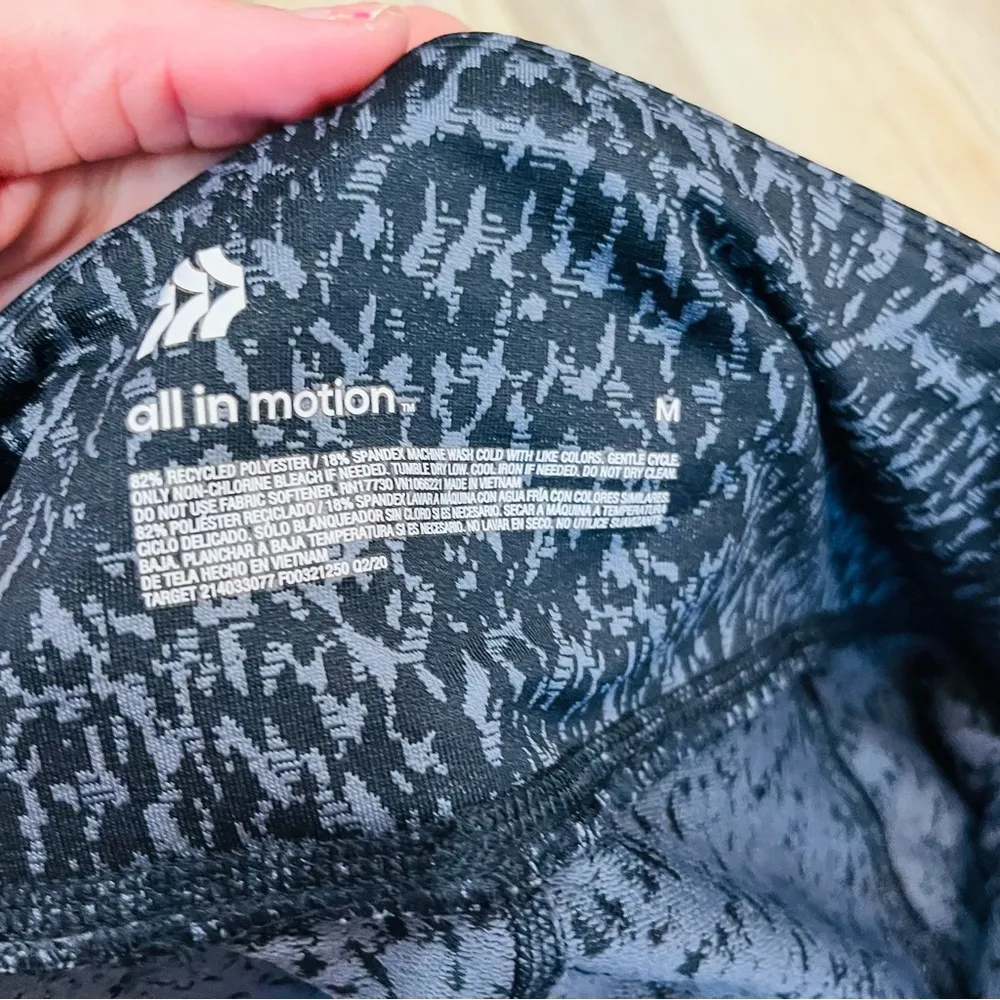 all in motion™
M
82% RECYCLED POLYESTER / 18% SPANDEX MACHINE WASH COLD WITH LIKE COLORS. GENTLE CYCLE.
ONLY NON-CHLORINE BLEACH IF NEEDED. TUMBLE DRY LOW. COOL IRON IF NEEDED. DO NOT DRY CLEAN.
DO NOT USE FABRIC SOFTENER. RN17730 VN1066221 MADE IN VIETNAM
82% POLIÉSTER RECICLADO / 18% SPANDEX LAVAR A MÁQUINA CON AGUA FRÍA CON COLORES SIMILARES.
CICLO DELICADO. SÓLO BLANQUEADOR SIN CLORO SI ES NECESARIO. SECAR A MÁQUINA A TEMPERATURA
BAJA. PLANCHAR A BAJA TEMPERATURA SI ES NECESARIO. NO LAVAR EN SECO. NO UTILICE SUAVIZANTE
DE TELA HECHO EN VIETNAM
TARGET 214033077 F00321250 02/20